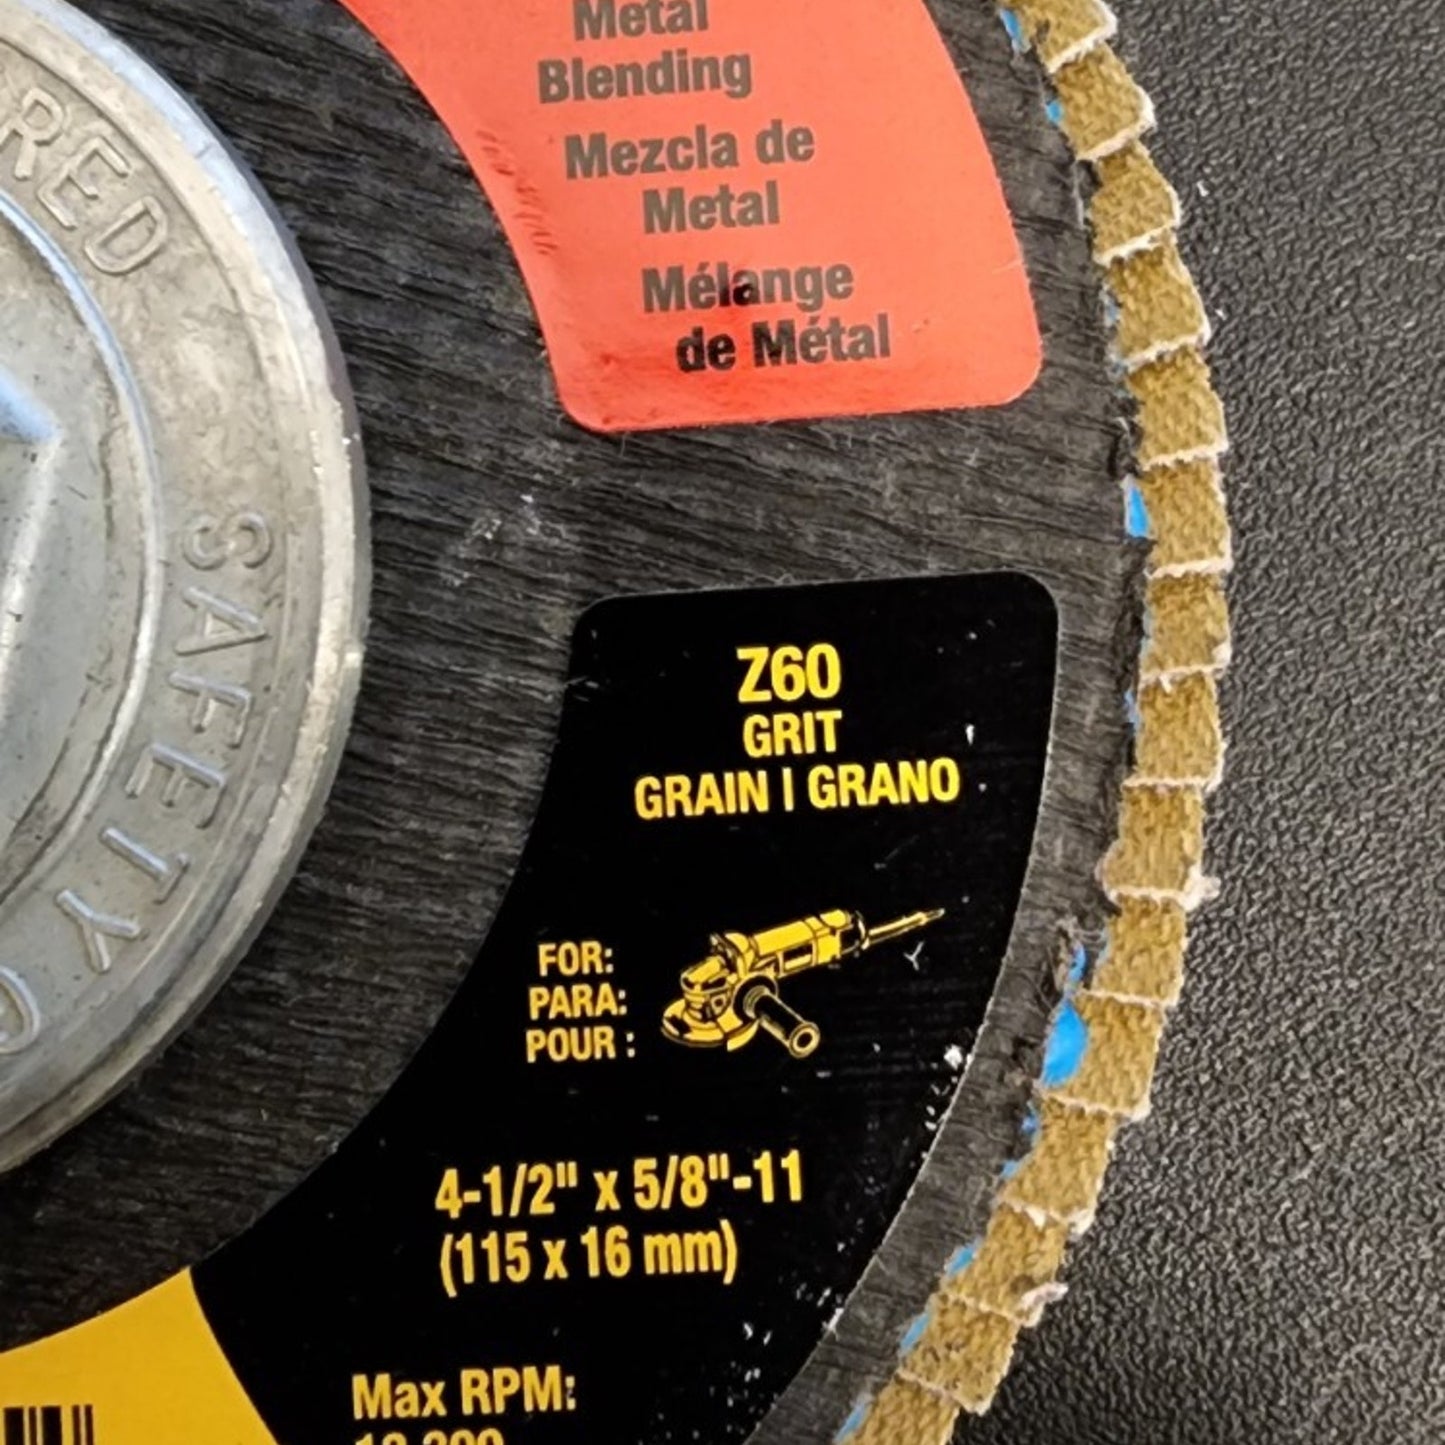 Metal
Blending
Mezcla de
Metal
Mélange
de Métal
SAFETY
Z60
GRIT
GRAIN | GRANO
FOR:
PARA:
POUR :
4-1/2" x 5/8"-11
(115 x 16 mm)
Max RPM: